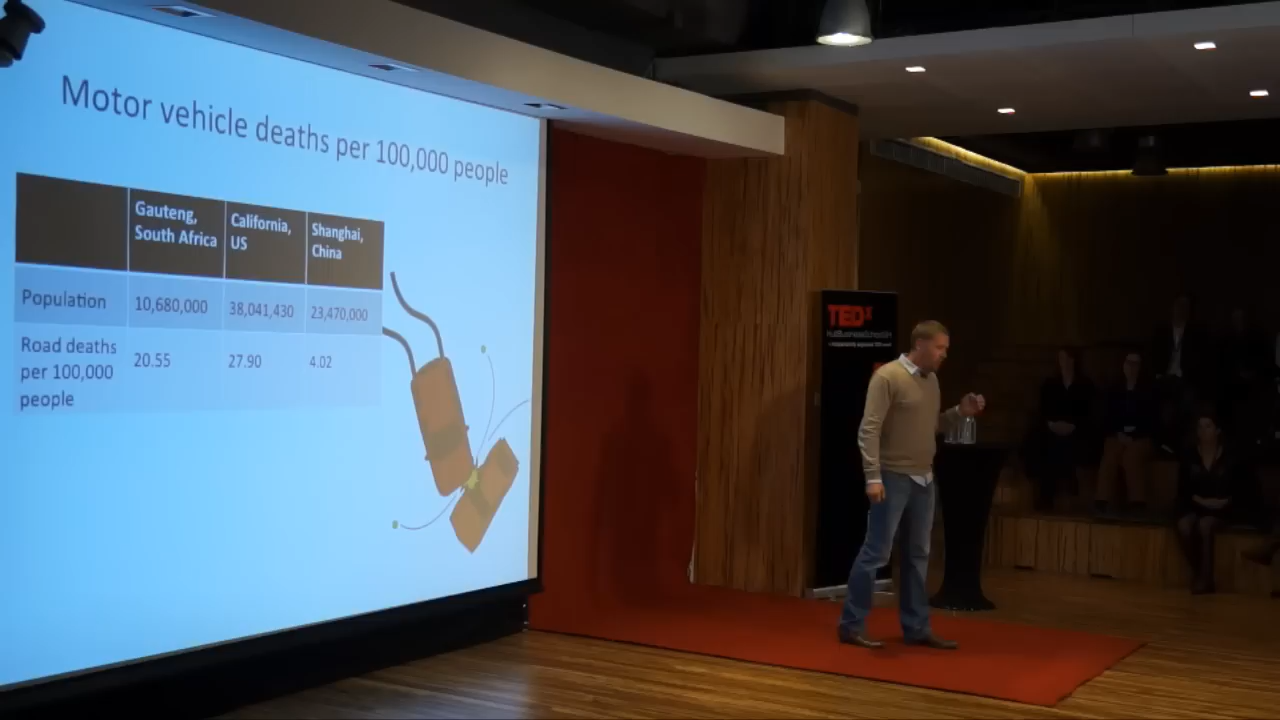 Motor vehicle deaths per 100,000 people
Gauteng,
South Africa
California,
US
Shanghai,
China
Population
10,680,000
38,041,430
23,470,000
Road deaths
per 100,000
people
20.55
27.90
4.02
TEDx